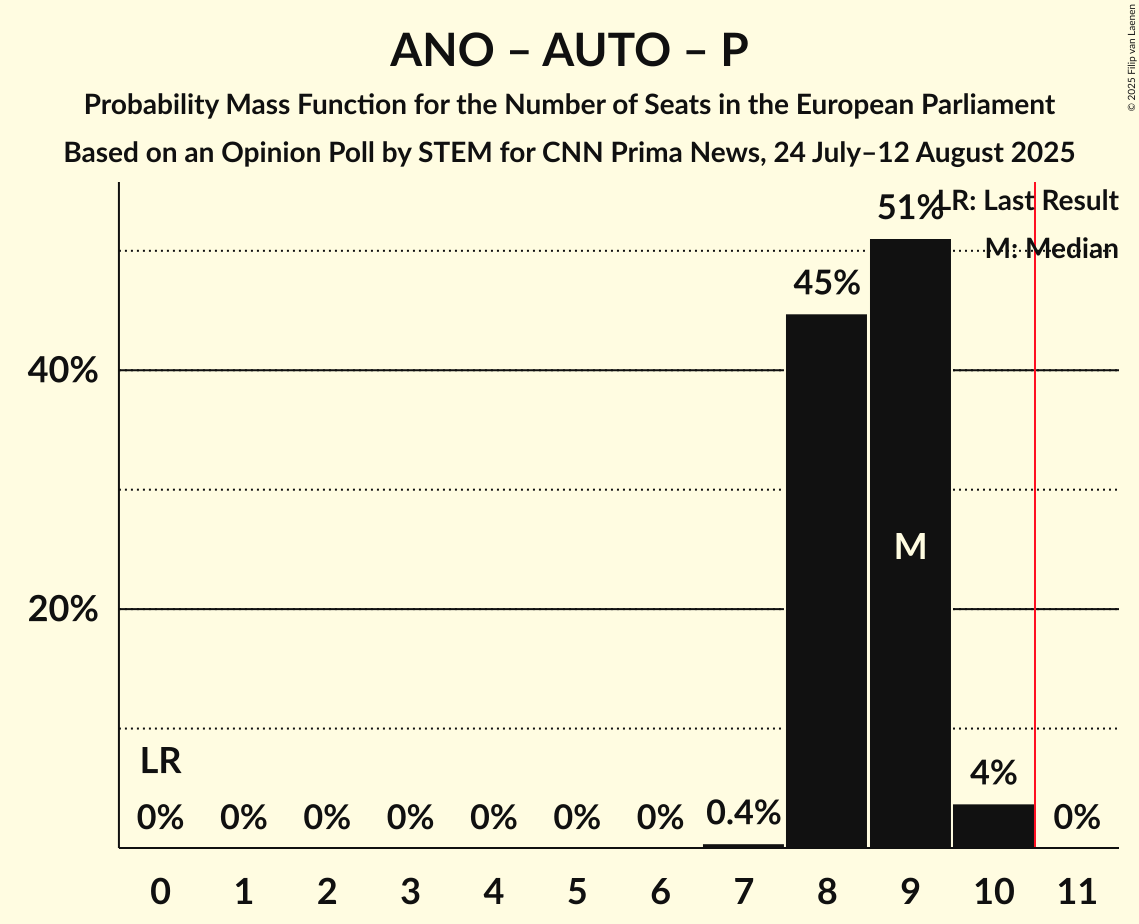 ANO – AUTO – P
Probability Mass Function for the Number of Seats in the European Parliament
Based on an Opinion Poll by STEM for CNN Prima News, 24 July–12 August 2025
© 2025 Filip van Laenen
LR: Last Result
M: Median
51%
45%
40%
M
20%
LR
0% 0% 0% 0% 0% 0% 0% 0.4% 4% 0%
0 1 2 3 4 5 6 7 8 9 10 11